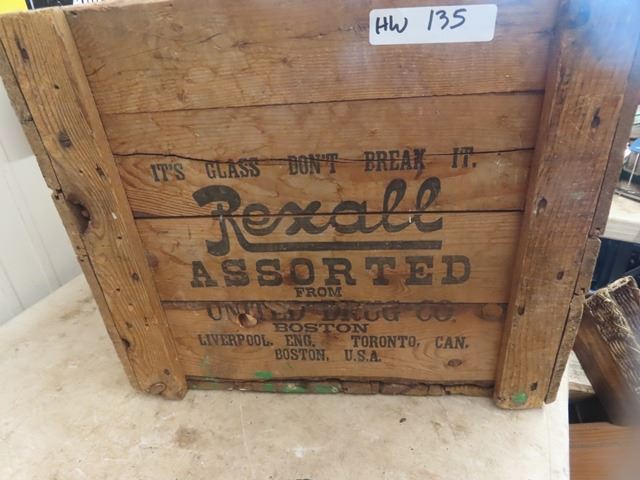 HW 135
IT'S GLASS DON'T BREAK IT.
Rexall
ASSORTED
FROM
UNITED DRUG CO.
BOSTON
LIVERPOOL, ENG. TORONTO, CAN.
BOSTON, U.S.A.